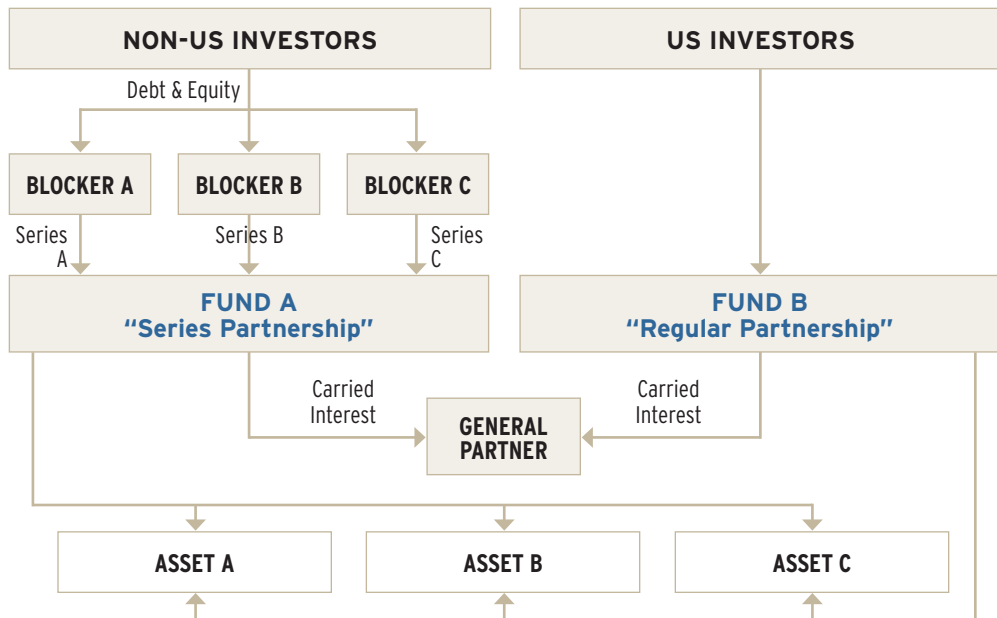 NON-US INVESTORS
US INVESTORS
Debt & Equity
BLOCKER A
BLOCKER B
BLOCKER C
Series
A
Series B
Series
C
FUND A
“Series Partnership”
FUND B
“Regular Partnership”
Carried
Interest
Carried
Interest
GENERAL
PARTNER
ASSET A
ASSET B
ASSET C